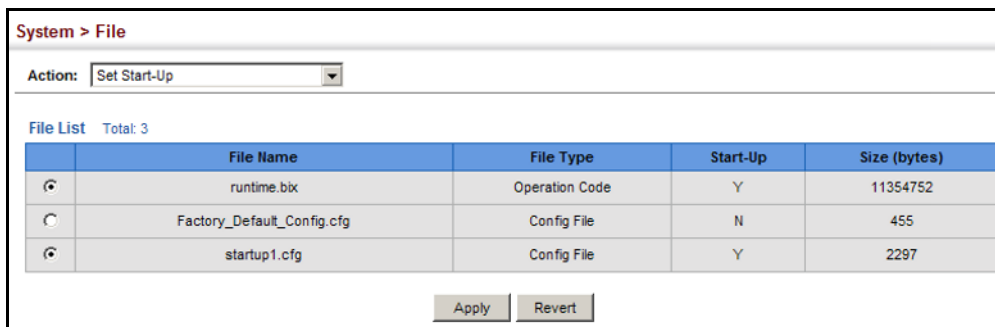 System > File
Action: Set Start-Up
File List Total: 3
File Name File Type Start-Up Size (bytes)
runtime.bix Operation Code Y 11354752
Factory_Default_Config.cfg Config File N 455
startup1.cfg Config File Y 2297
Apply Revert